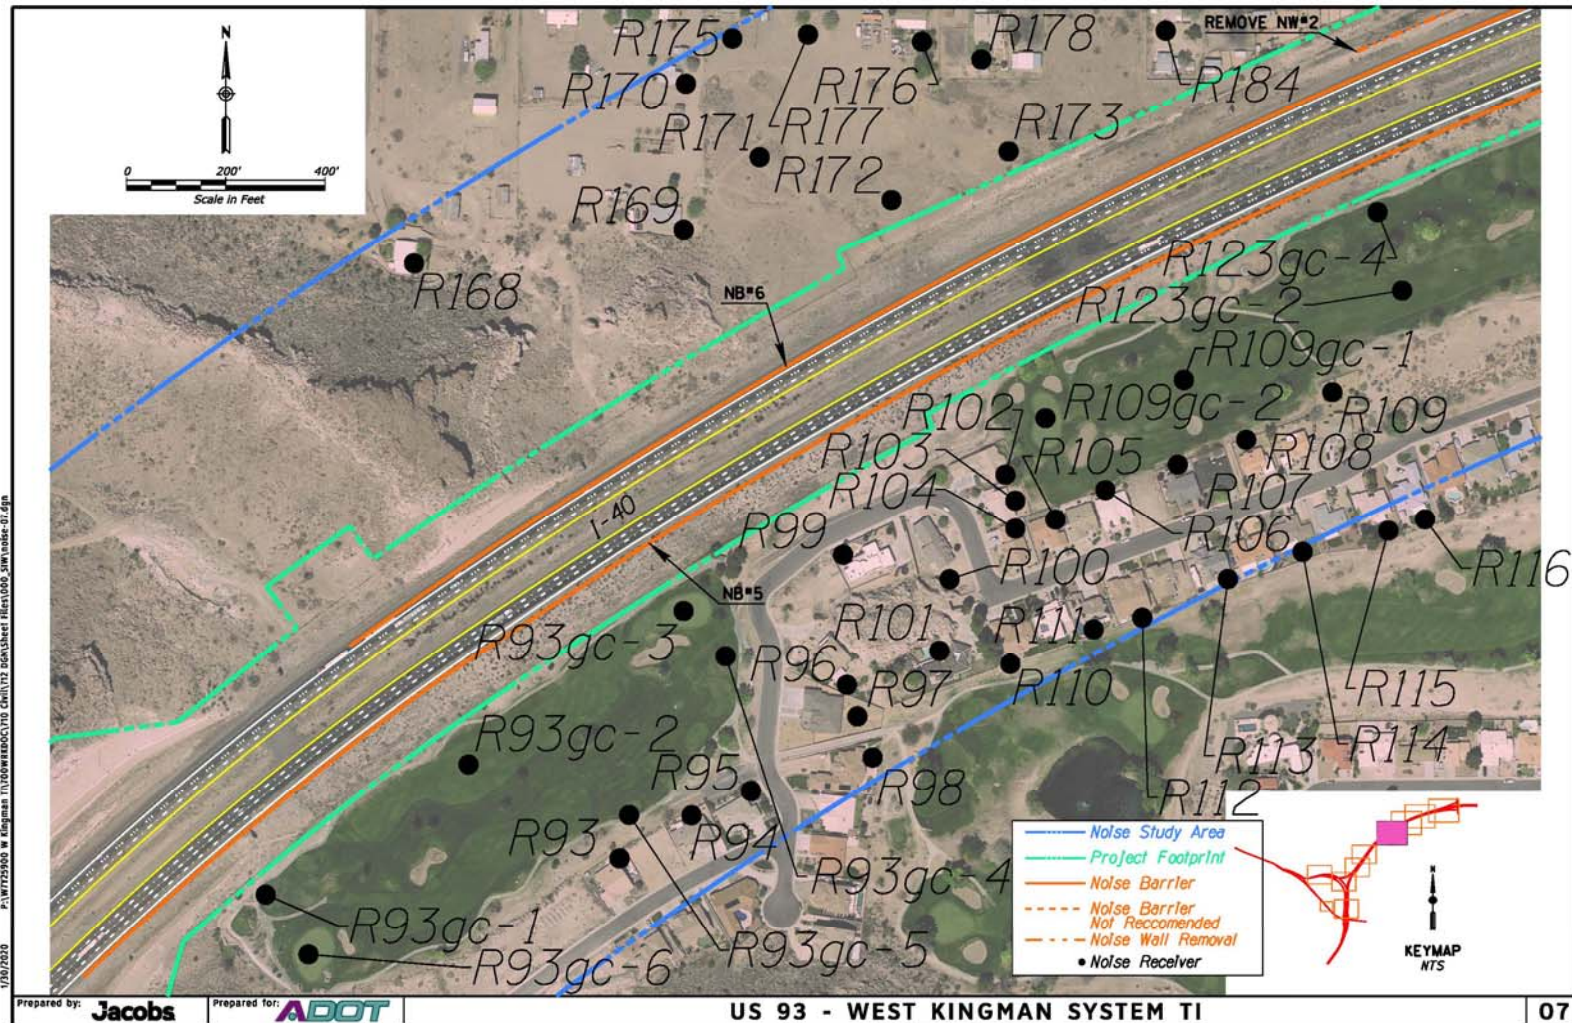 N
0 200' 400'
Scale in Feet
REMOVE NW#2
R175
R178
R170
R176
R184
R171
R177
R173
R172
R169
R168
NB#6
R123gc-4
R123gc-2
R109gc-1
R102
R109gc-2
R109
R103
R105
R108
R104
R107
I-40
R99
R106
R100
R116
NB#5
R93gc-3
R101
R111
R96
R97
R110
R115
R93gc-2
R114
R113
R95
R98
R112
R93
R94
R93gc-4
R93gc-1
R93gc-5
R93gc-6
Noise Study Area
Project Footprint
Noise Barrier
Noise Barrier
Not Reccomended
Noise Wall Removal
Noise Receiver
N
KEYMAP
NTS
1/30/2020
Prepared by: Jacobs
Prepared for: ADOT
US 93 - WEST KINGMAN SYSTEM TI
07